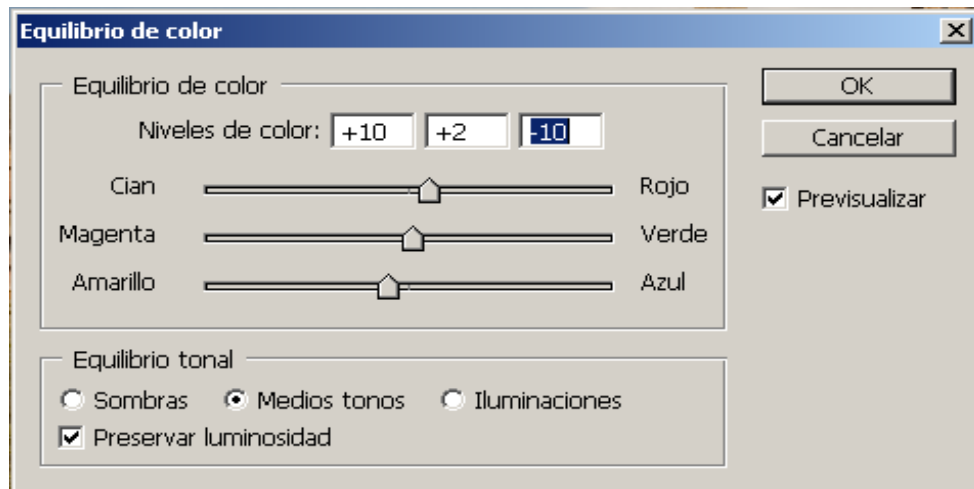 Equilibrio de color
Equilibrio de color
OK
Niveles de color: +10 +2 -10
Cancelar
Cian Rojo
Previsualizar
Magenta Verde
Amarillo Azul
Equilibrio tonal
Sombras Medios tonos Iluminaciones
Preservar luminosidad